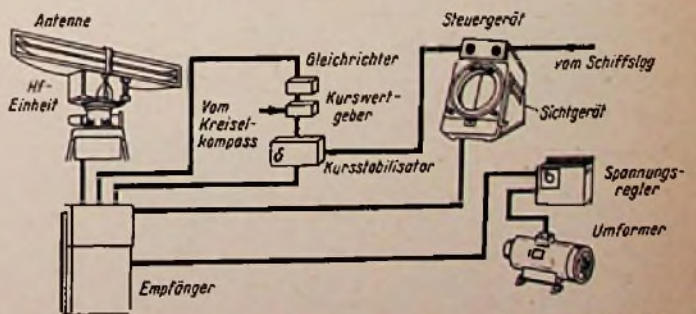 Antenne
Hf-
Einheit
Gleichrichter
Vom
Kreisel-
kompass
Kurswert-
geber
δ
Kursstabilisator
Steuergerät
vom Schiffslog
Sichtgerät
Spannungs-
regler
Umformer
Empfänger